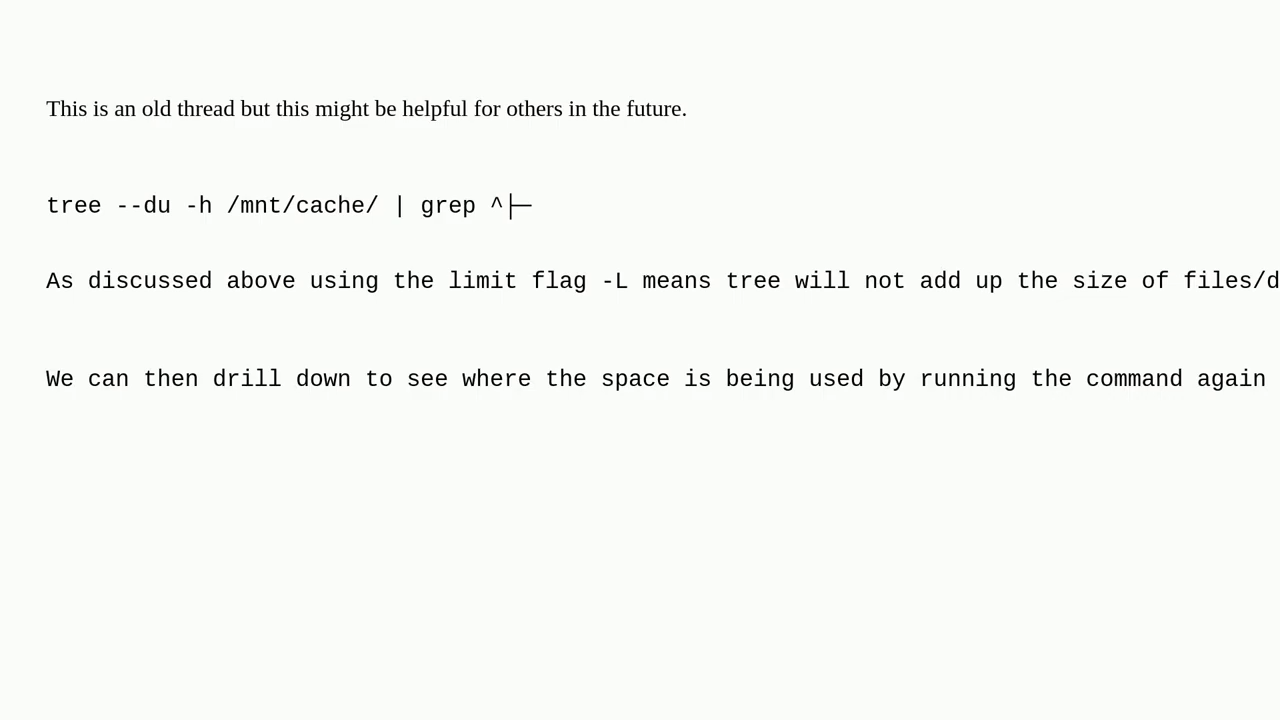 This is an old thread but this might be helpful for others in the future.
tree --du -h /mnt/cache/ | grep ^├─
As discussed above using the limit flag -L means tree will not add up the size of files/d
We can then drill down to see where the space is being used by running the command again